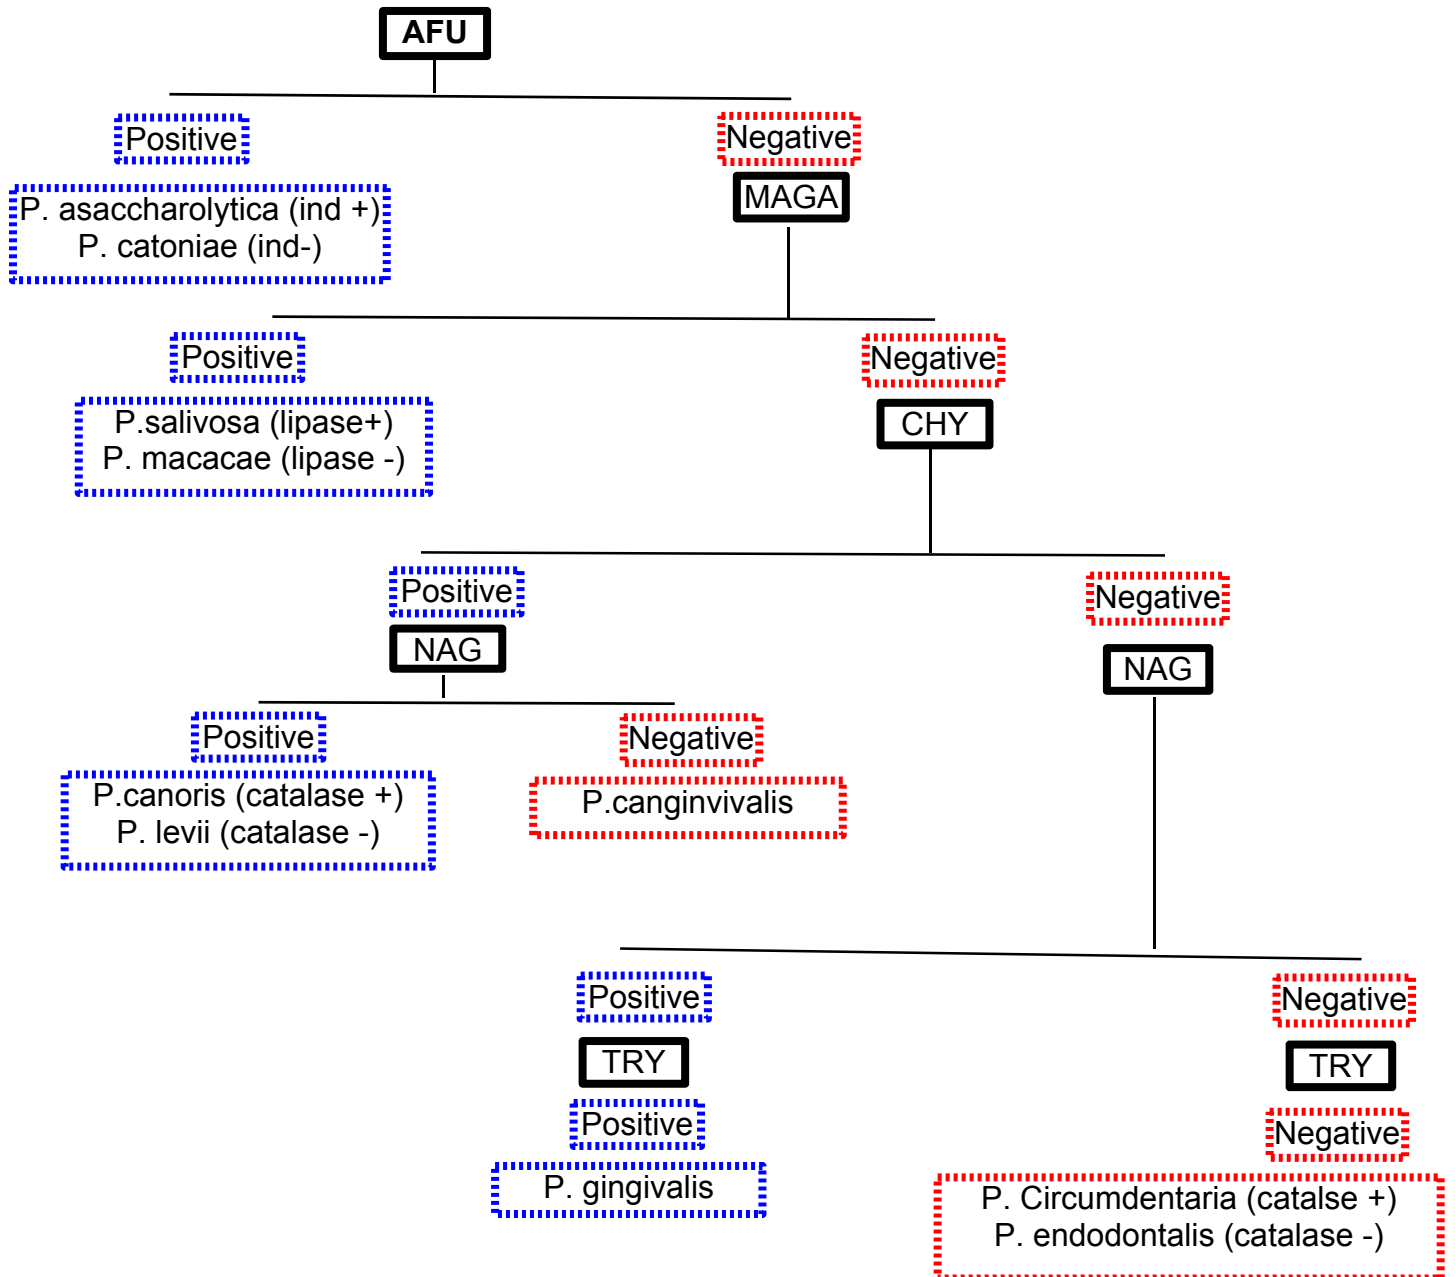 AFU
Positive
Negative
P. asaccharolytica (ind +)
P. catoniae (ind-)
MAGA
Positive
Negative
P.salivosa (lipase+)
P. macacae (lipase -)
CHY
Positive
Negative
NAG
NAG
Positive
Negative
P.canoris (catalase +)
P. levii (catalase -)
P.canginvivalis
Positive
Negative
TRY
TRY
Positive
Negative
P. gingivalis
P. Circumdentaria (catalse +)
P. endodontalis (catalase -)